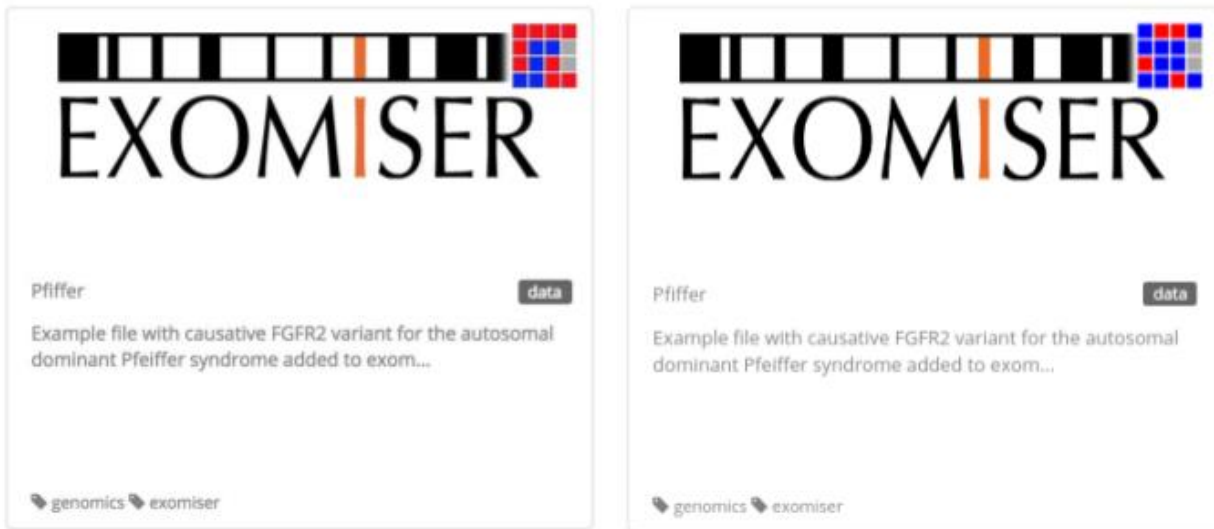 EXOMISER
Pfiffer
data
Example file with causative FGFR2 variant for the autosomal
dominant Pfeiffer syndrome added to exom...
genomics exomiser
EXOMISER
Pfiffer
data
Example file with causative FGFR2 variant for the autosomal
dominant Pfeiffer syndrome added to exom...
genomics exomiser